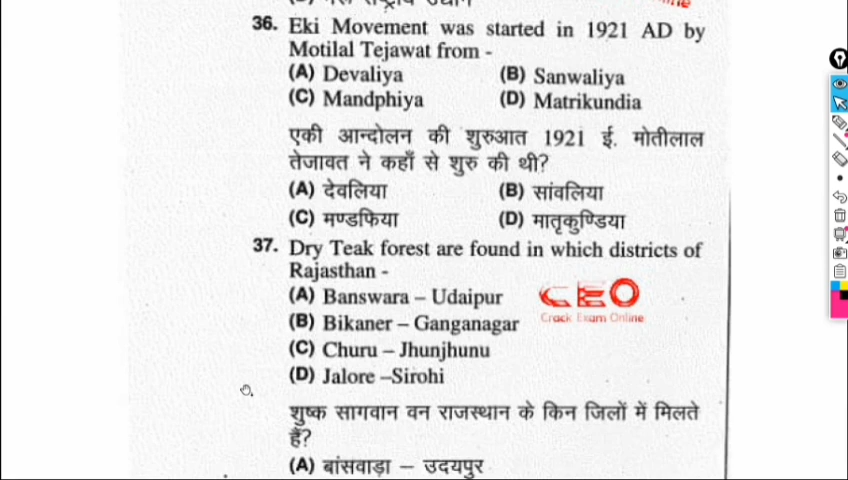 36. Eki Movement was started in 1921 AD by
Motilal Tejawat from -
(A) Devaliya (B) Sanwaliya
(C) Mandphiya (D) Matrikundia
एकी आन्दोलन की शुरुआत 1921 ई. मोतीलाल
तेजावत ने कहाँ से शुरु की थी?
(A) देवलिया (B) सांवलिया
(C) मण्डफिया (D) मातृकुण्डिया
37. Dry Teak forest are found in which districts of
Rajasthan -
(A) Banswara – Udaipur
CEO
Crack Exam Online
(B) Bikaner – Ganganagar
(C) Churu – Jhunjhunu
(D) Jalore –Sirohi
शुष्क सागवान वन राजस्थान के किन जिलों में मिलते
हैं?
(A) बांसवाड़ा – उदयपुर